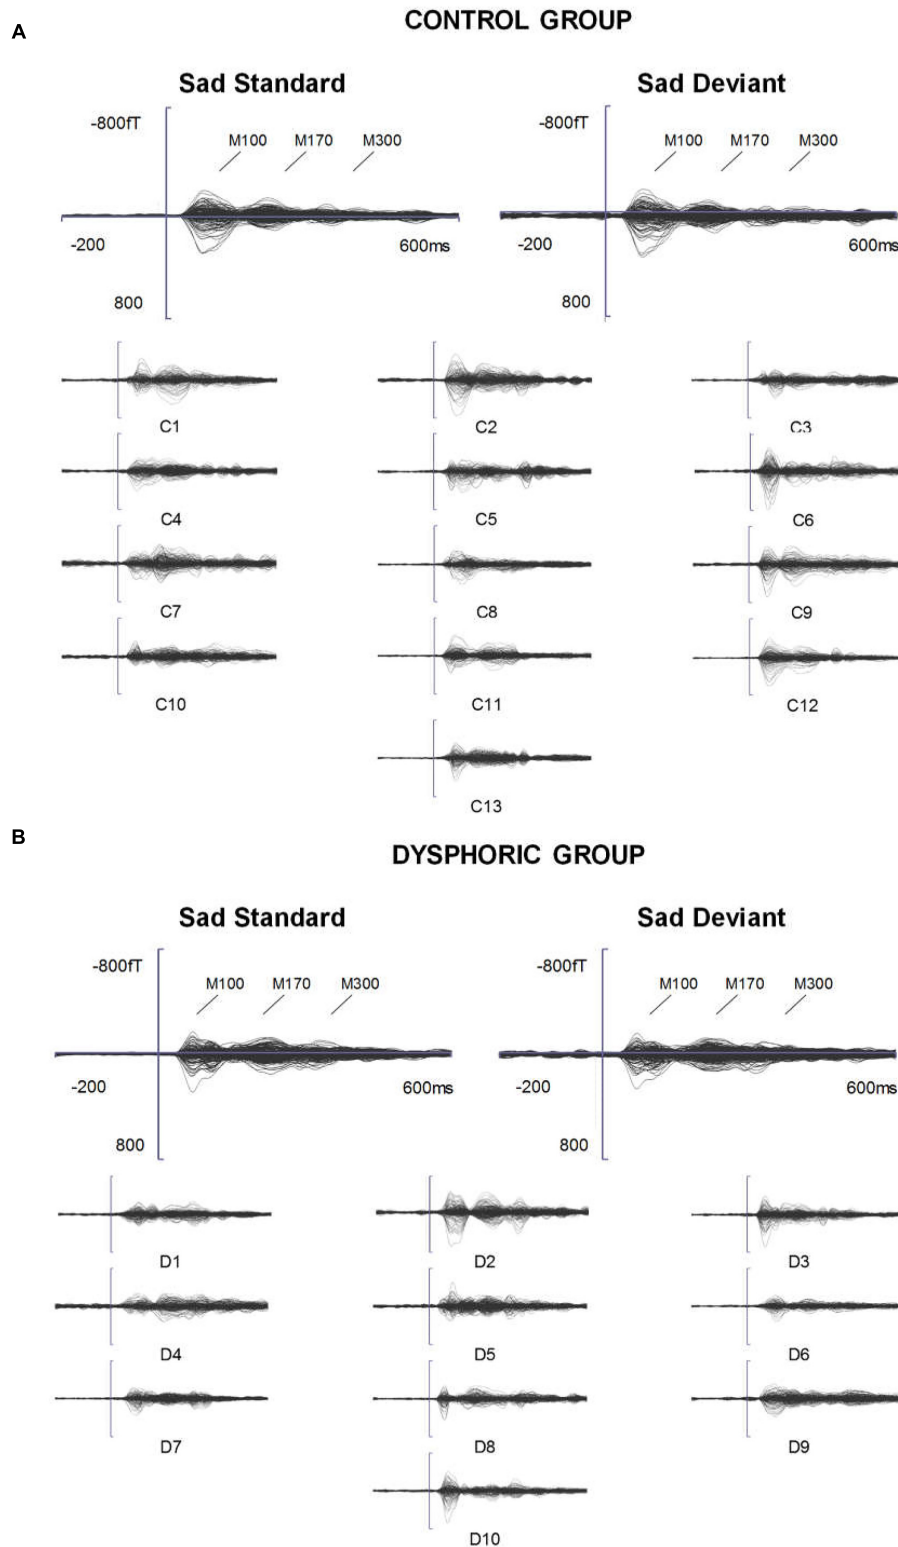 A
CONTROL GROUP
Sad Standard
Sad Deviant
-800fT
M100 M170 M300
-200
600ms
800
-800fT
M100 M170 M300
-200
600ms
800
C1
C2
C3
C4
C5
C6
C7
C8
C9
C10
C11
C12
C13
B
DYSPHORIC GROUP
Sad Standard
Sad Deviant
-800fT
M100 M170 M300
-200
600ms
800
-800fT
M100 M170 M300
-200
600ms
800
D1
D2
D3
D4
D5
D6
D7
D8
D9
D10